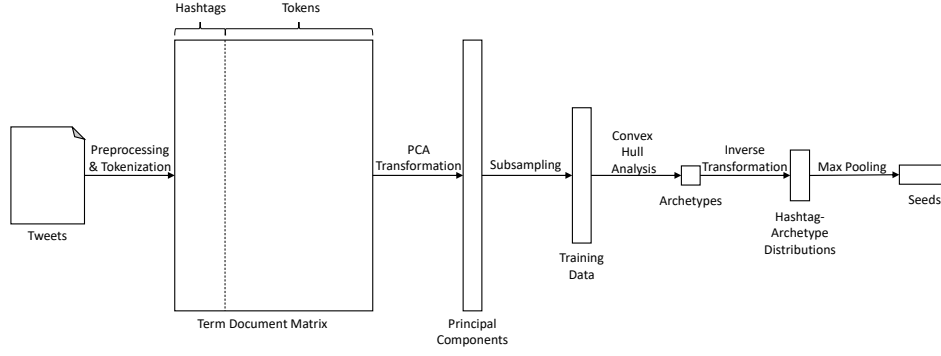 Hashtags
Tokens
Preprocessing
& Tokenization
Tweets
Term Document Matrix
PCA
Transformation
Principal
Components
Subsampling
Training
Data
Convex
Hull
Analysis
Archetypes
Inverse
Transformation
Hashtag-
Archetype
Distributions
Max Pooling
Seeds